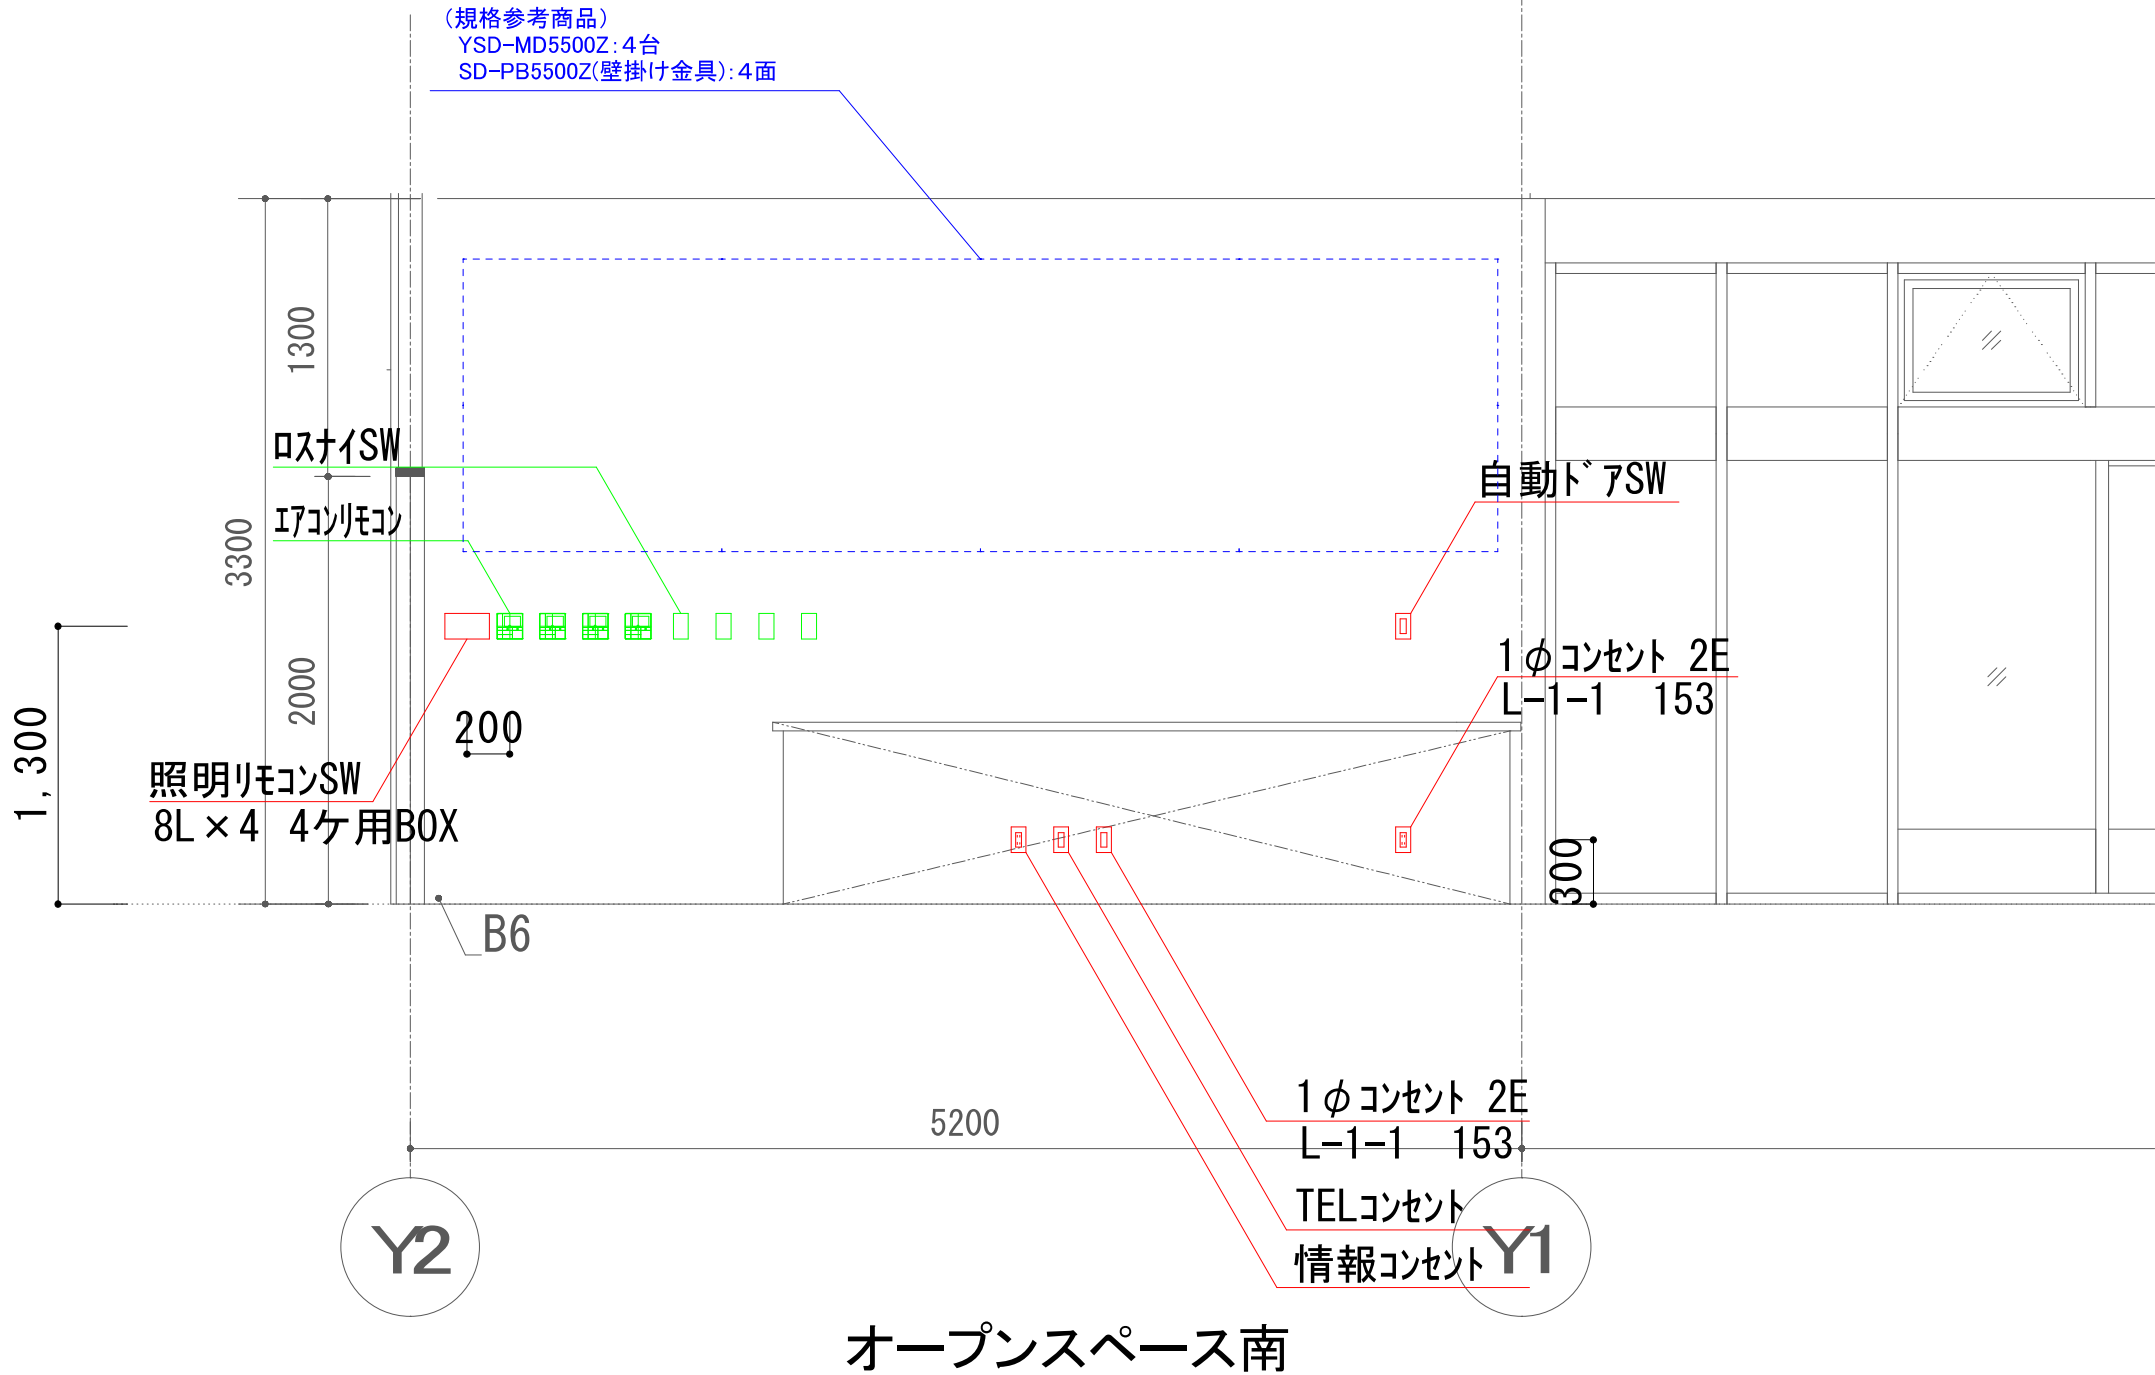 (規格参考商品)
YSD-MD5500Z:4台
SD-PB5500Z(壁掛け金具):4面
1300
ﾛｽﾅｲSW
自動ﾄﾞｱSW
ｴｱｺﾝﾘﾓｺﾝ
3300
2000
1φｺﾝｾﾝﾄ 2E
L-1-1 153
1,300
200
照明ﾘﾓｺﾝSW
8L×4 4ケ用BOX
300
B6
1φｺﾝｾﾝﾄ 2E
L-1-1 153
5200
TELｺﾝｾﾝﾄ
情報ｺﾝｾﾝﾄ
Y2
Y1
オープンスペース南